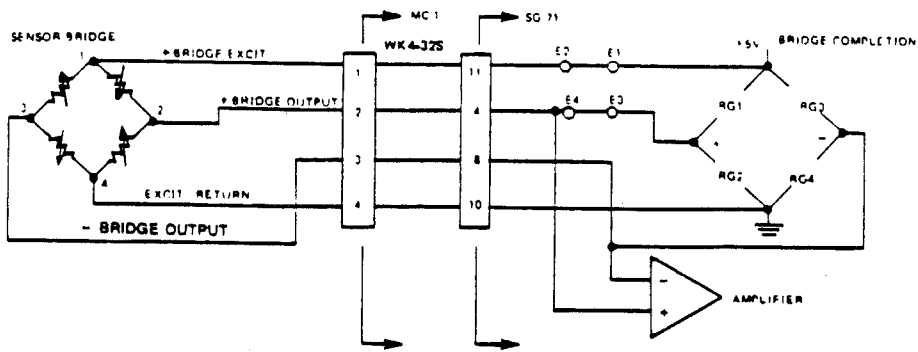 MC 1
SG 71
SENSOR BRIDGE
+ BRIDGE EXCIT
WK4-32S
E2
E1
+5V
BRIDGE COMPLETION
1
1
11
3
2
+ BRIDGE OUTPUT
2
4
E4
E3
RG1
RG3
+
-
3
8
RG2
RG4
4
EXCIT RETURN
4
10
- BRIDGE OUTPUT
-
+
AMPLIFIER